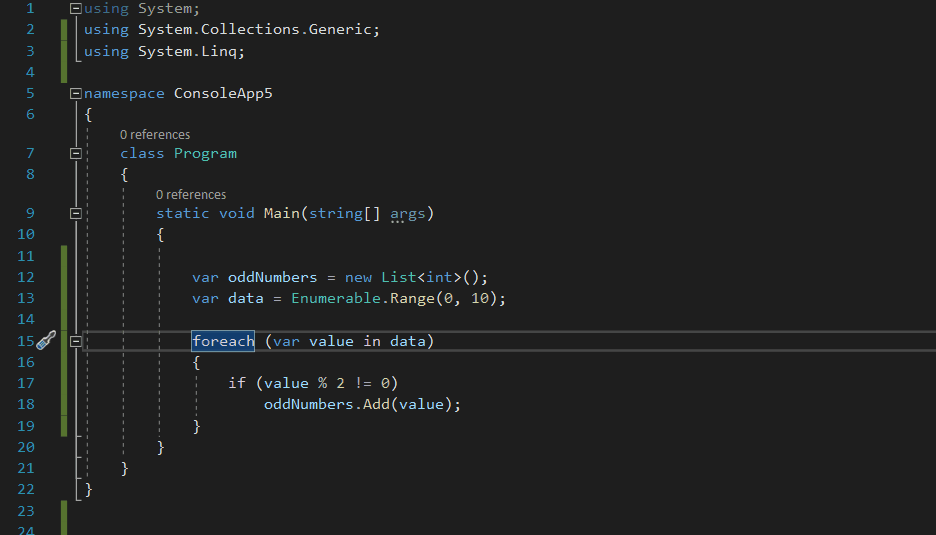 1 using System;
2 using System.Collections.Generic;
3 using System.Linq;
4
5 namespace ConsoleApp5
6 {
0 references
7 class Program
8 {
0 references
9 static void Main(string[] args)
10 {
11
12 var oddNumbers = new List<int>();
13 var data = Enumerable.Range(0, 10);
14
15 foreach (var value in data)
16 {
17 if (value % 2 != 0)
18 oddNumbers.Add(value);
19 }
20 }
21 }
22 }
23
24